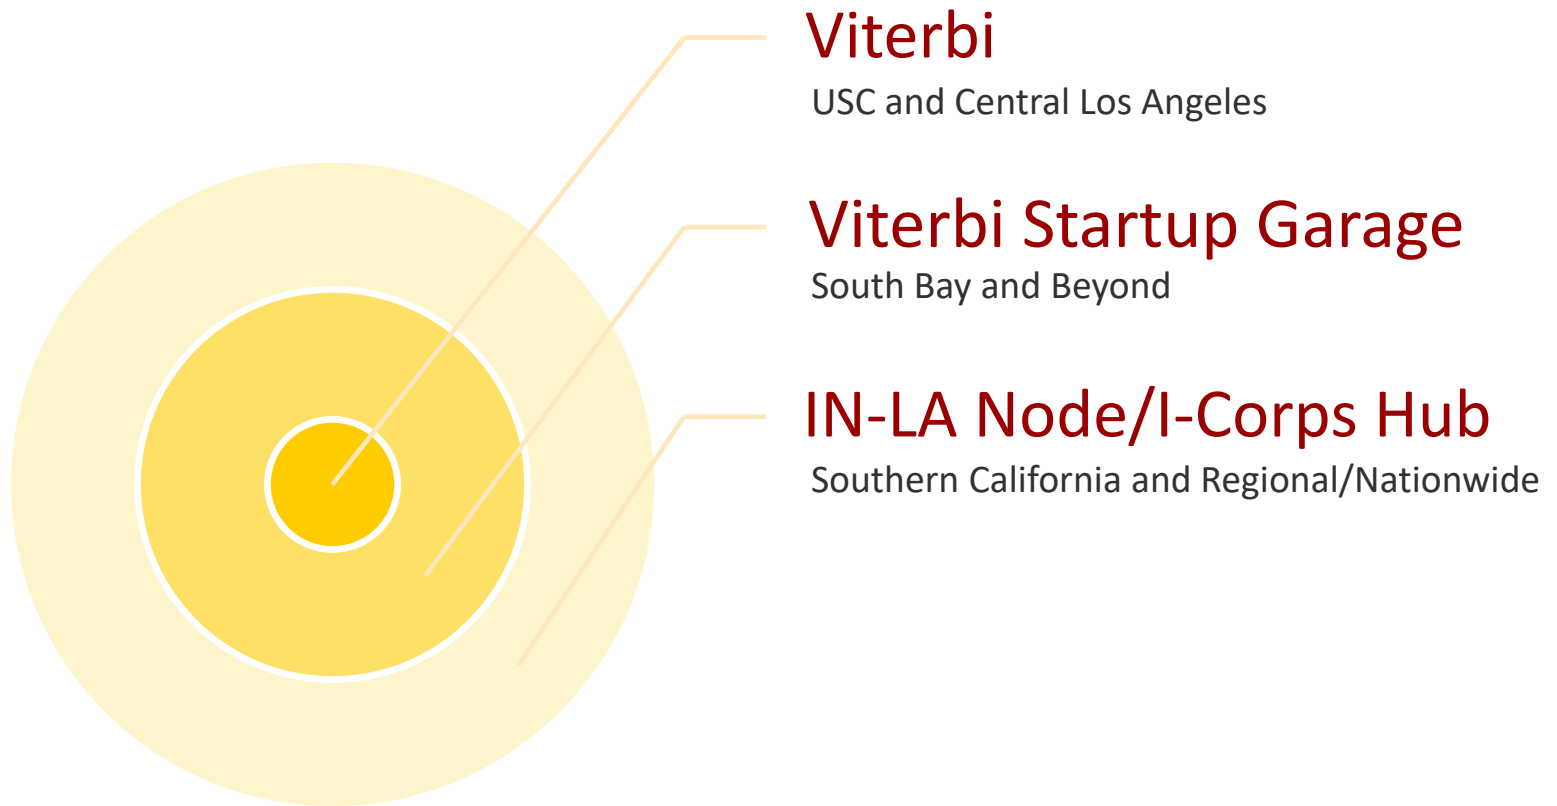 Viterbi
USC and Central Los Angeles
Viterbi Startup Garage
South Bay and Beyond
IN-LA Node/I-Corps Hub
Southern California and Regional/Nationwide